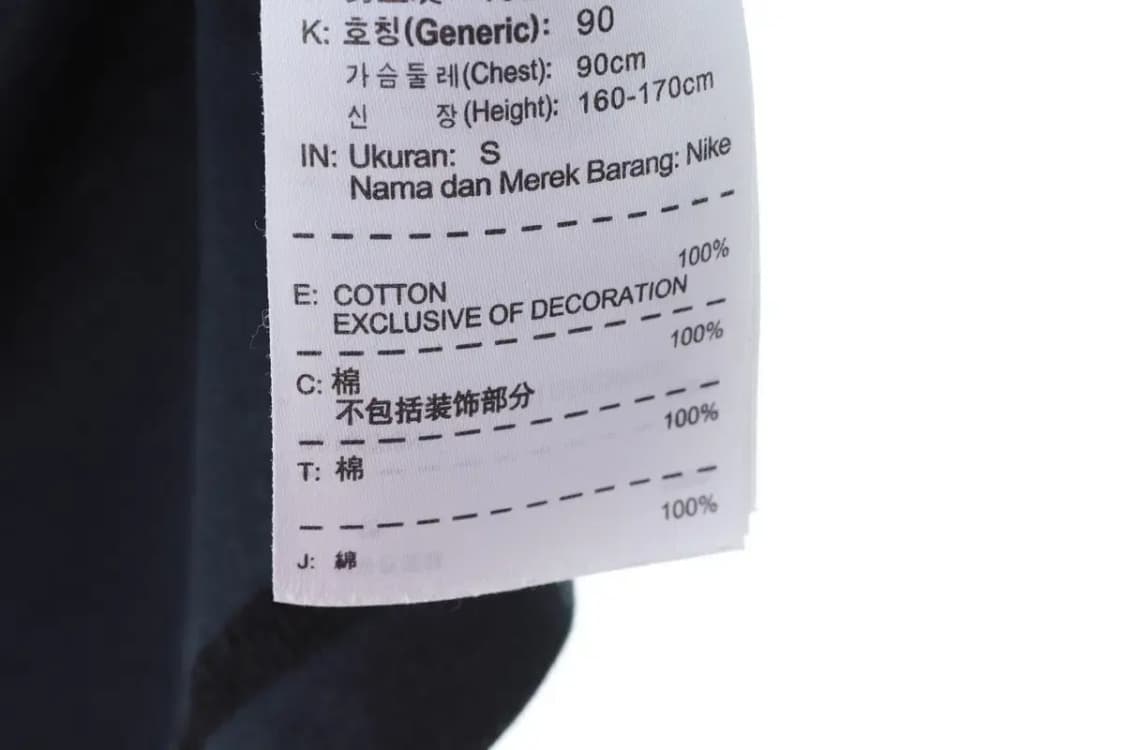 K: 호칭(Generic): 90
가슴둘레(Chest): 90cm
신 장(Height): 160-170cm
IN: Ukuran: S
Nama dan Merek Barang: Nike
100%
E: COTTON
EXCLUSIVE OF DECORATION
100%
C: 棉
不包括装饰部分
100%
T: 棉
100%
J: 綿